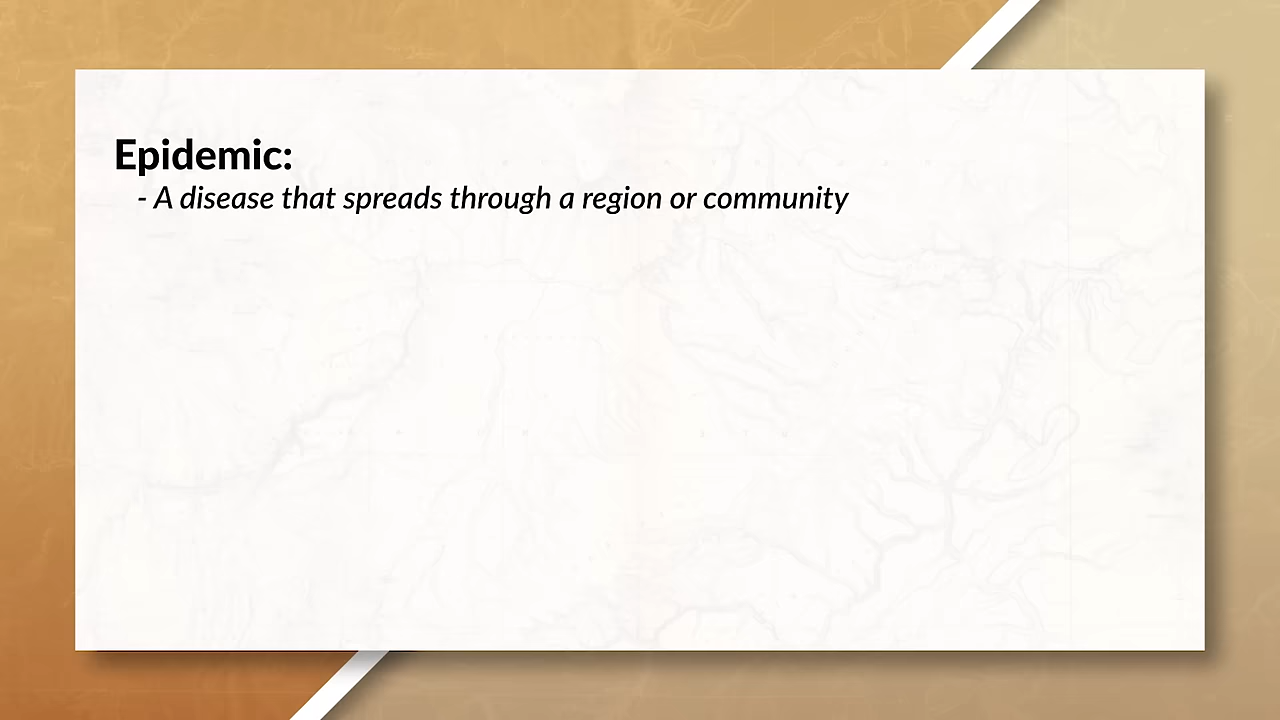 Epidemic:
- A disease that spreads through a region or community